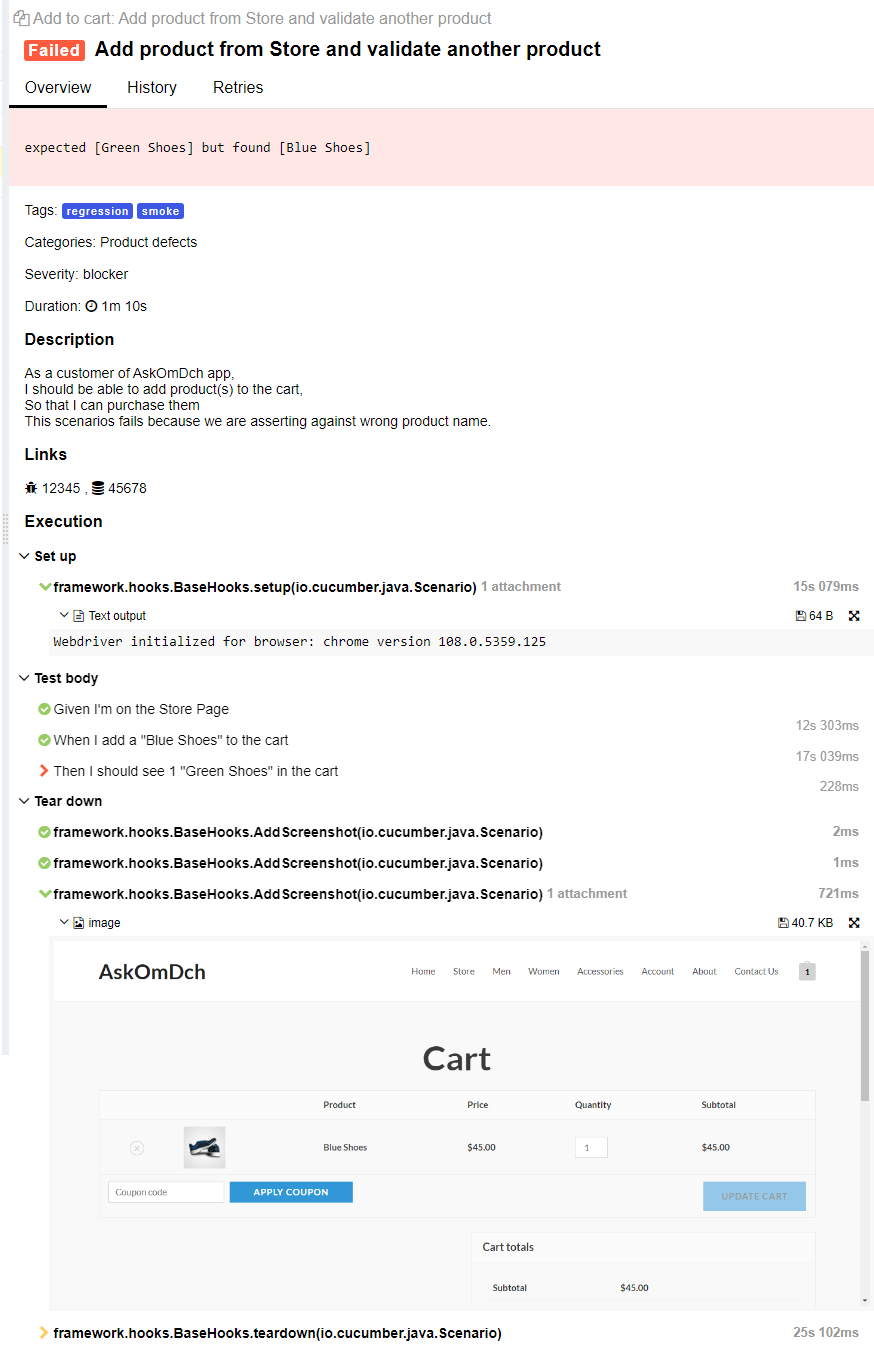 Add to cart: Add product from Store and validate another product
Failed Add product from Store and validate another product
Overview History Retries
expected [Green Shoes] but found [Blue Shoes]
Tags: regression smoke
Categories: Product defects
Severity: blocker
Duration: 1m 10s
Description
As a customer of AskOmDch app,
I should be able to add product(s) to the cart,
So that I can purchase them
This scenarios fails because we are asserting against wrong product name.
Links
12345 , 45678
Execution
Set up
framework.hooks.BaseHooks.setup(io.cucumber.java.Scenario) 1 attachment 15s 079ms
Text output 64 B
Webdriver initialized for browser: chrome version 108.0.5359.125
Test body
Given I'm on the Store Page
12s 303ms
When I add a "Blue Shoes" to the cart
17s 039ms
Then I should see 1 "Green Shoes" in the cart
228ms
Tear down
framework.hooks.BaseHooks.AddScreenshot(io.cucumber.java.Scenario) 2ms
framework.hooks.BaseHooks.AddScreenshot(io.cucumber.java.Scenario) 1ms
framework.hooks.BaseHooks.AddScreenshot(io.cucumber.java.Scenario) 1 attachment 721ms
image 40.7 KB
AskOmDch Home Store Men Women Accessories Account About Contact Us 1
Cart
Product Price Quantity Subtotal
Blue Shoes $45.00 1 $45.00
Coupon code APPLY COUPON UPDATE CART
Cart totals
Subtotal $45.00
framework.hooks.BaseHooks.teardown(io.cucumber.java.Scenario) 25s 102ms